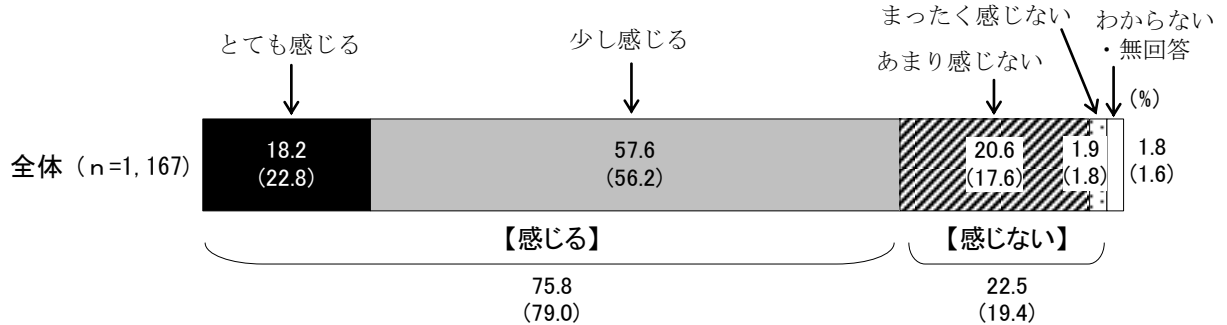 とても感じる
少し感じる
まったく感じない
あまり感じない
わからない
・無回答
(%)
全体(n=1,167)
18.2
(22.8)
57.6
(56.2)
20.6
(17.6)
1.9
(1.8)
1.8
(1.6)
【感じる】
【感じない】
75.8
(79.0)
22.5
(19.4)